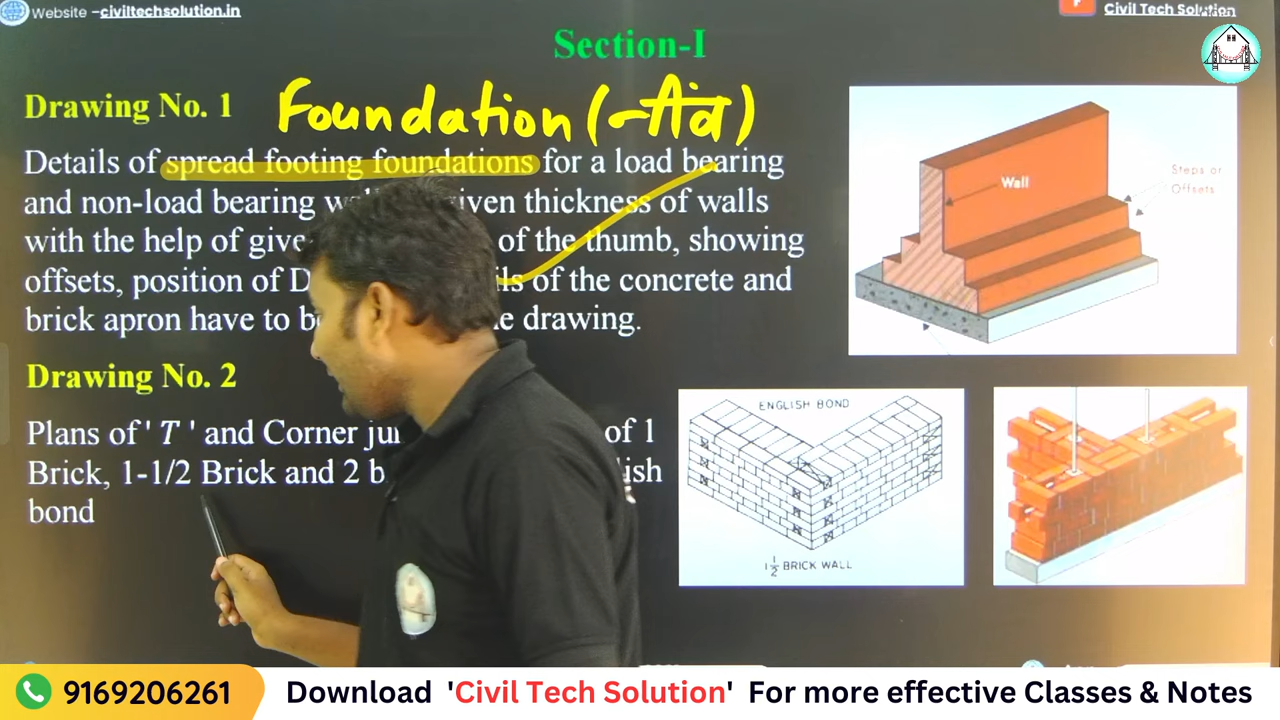 Website -civiltechsolution.in
Civil Tech Solution
Section-I
Drawing No. 1
Foundation
Details of spread footing foundations for a load bearing
and non-load bearing given thickness of walls
with the help of of the thumb, showing
offsets, position of of the concrete and
brick apron have to drawing.
Wall
Steps or
Offsets
Drawing No. 2
Plans of ' T ' and Corner of 1
Brick, 1-1/2 Brick and 2
bond
ENGLISH BOND
1 1/2 BRICK WALL
9169206261
Download 'Civil Tech Solution' For more effective Classes & Notes